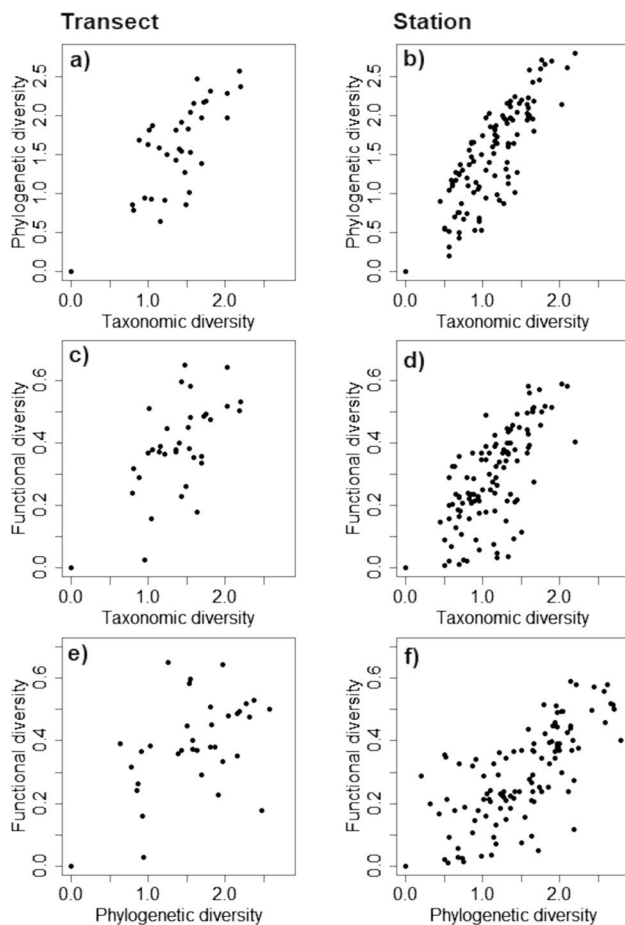 Transect Station
a) b)
Phylogenetic diversity Phylogenetic diversity
0.0 0.5 1.0 1.5 2.0 2.5 0.0 0.5 1.0 1.5 2.0 2.5
0.0 1.0 2.0 0.0 1.0 2.0
Taxonomic diversity Taxonomic diversity
c) d)
Functional diversity Functional diversity
0.0 0.2 0.4 0.6 0.0 0.2 0.4 0.6
0.0 1.0 2.0 0.0 1.0 2.0
Taxonomic diversity Taxonomic diversity
e) f)
Functional diversity Functional diversity
0.0 0.2 0.4 0.6 0.0 0.2 0.4 0.6
0.0 1.0 2.0 0.0 1.0 2.0
Phylogenetic diversity Phylogenetic diversity